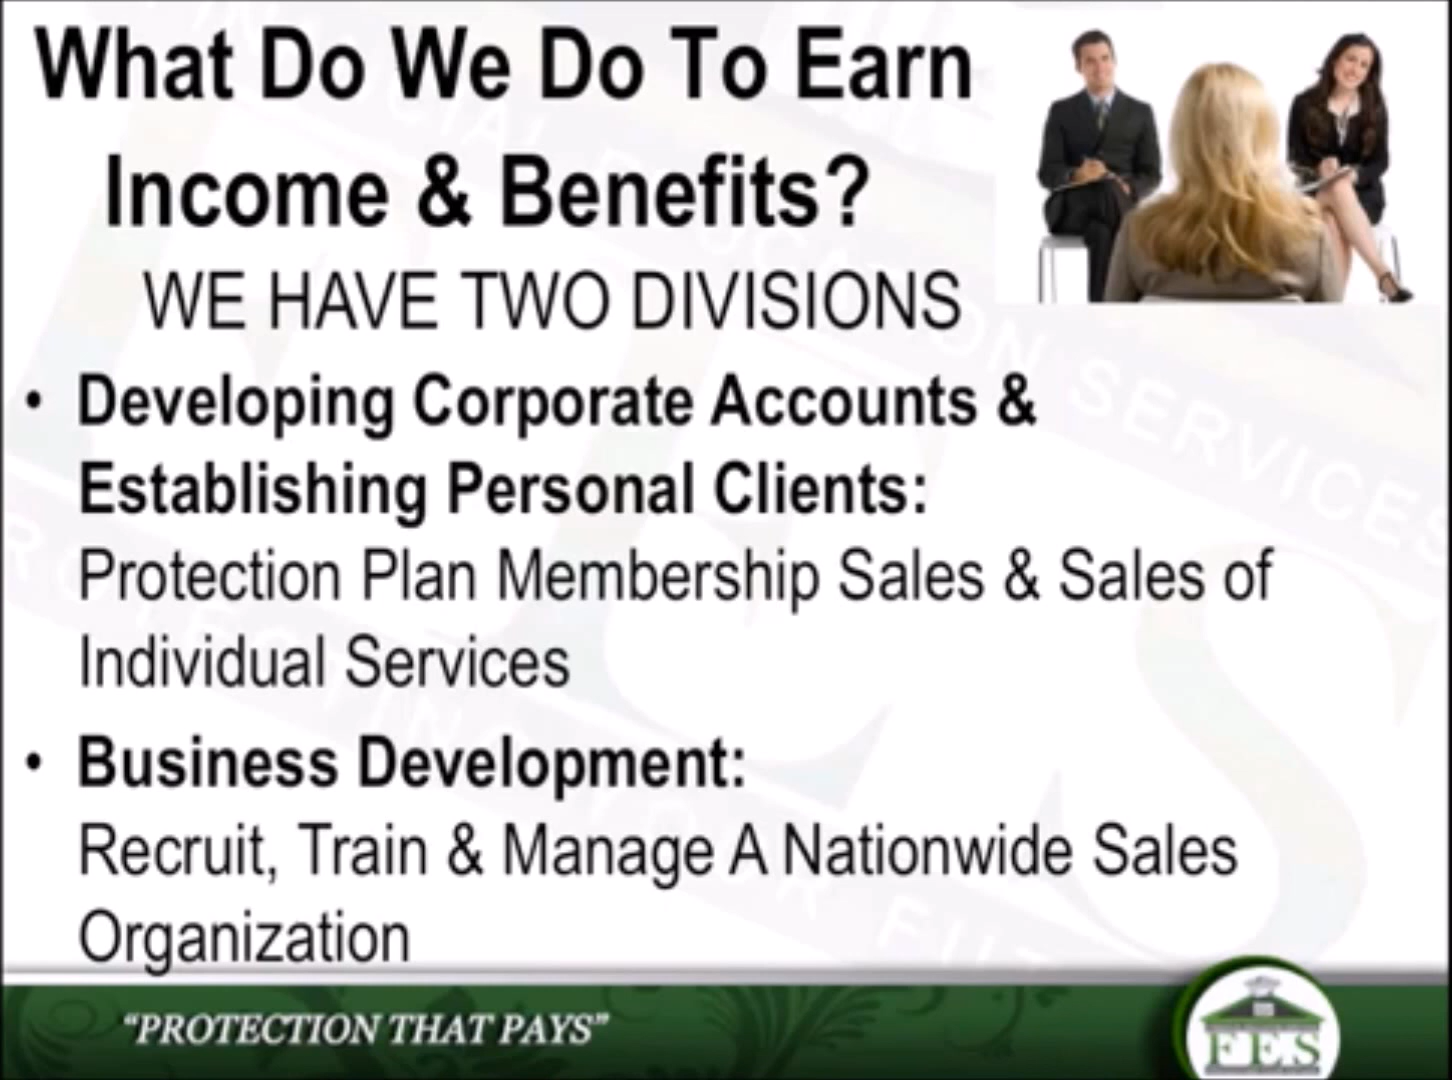 What Do We Do To Earn
Income & Benefits?
WE HAVE TWO DIVISIONS
• Developing Corporate Accounts &
Establishing Personal Clients:
Protection Plan Membership Sales & Sales of
Individual Services
• Business Development:
Recruit, Train & Manage A Nationwide Sales
Organization
“PROTECTION THAT PAYS”
FES